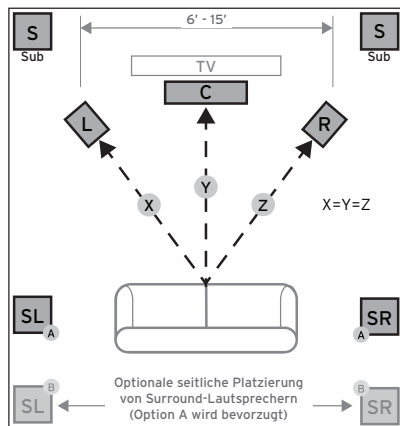 S
6' - 15'
S
Sub
TV
Sub
C
L
R
Y
X
Z
X=Y=Z
SL
A
SR
A
B
Optionale seitliche Platzierung
B
SL
von Surround-Lautsprechern
SR
(Option A wird bevorzugt)